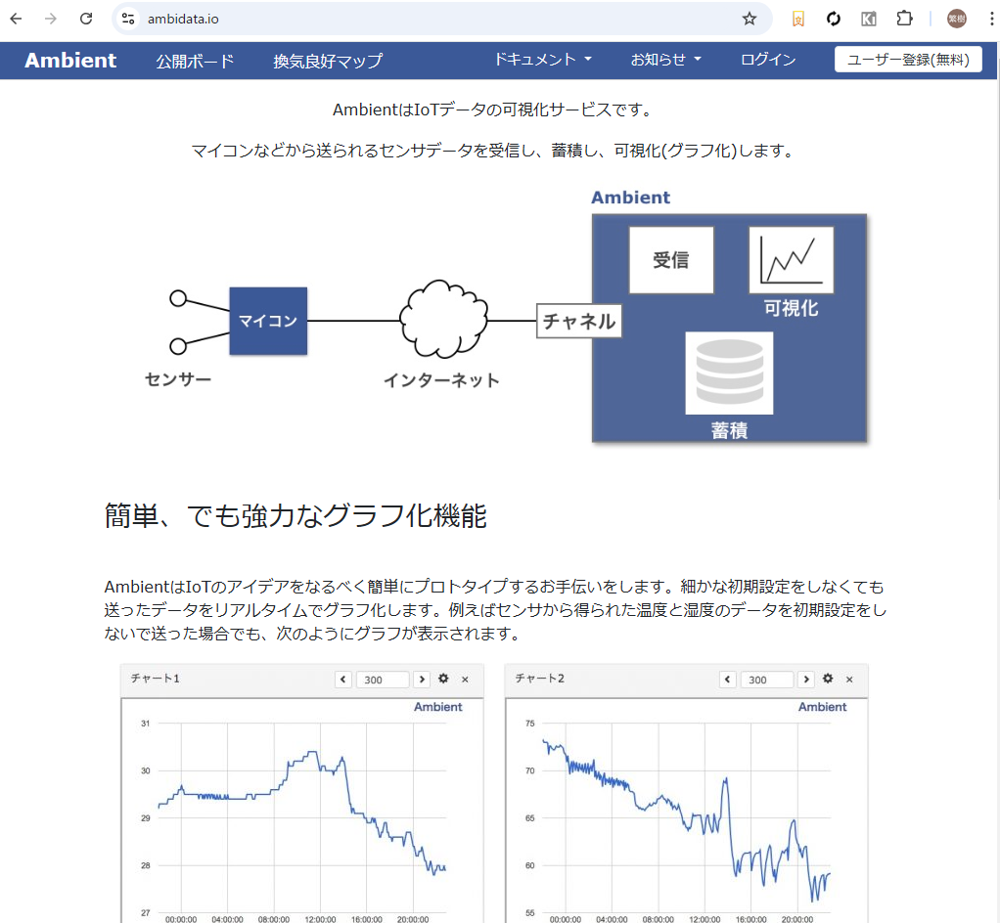 ambidata.io
繁樹
Ambient 公開ボード 換気良好マップ ドキュメント お知らせ ログイン ユーザー登録(無料)
AmbientはIoTデータの可視化サービスです。
マイコンなどから送られるセンサデータを受信し、蓄積し、可視化(グラフ化)します。
Ambient
受信
可視化
マイコン
チャネル
センサー
インターネット
蓄積
簡単、でも強力なグラフ化機能
AmbientはIoTのアイデアをなるべく簡単にプロトタイプするお手伝いをします。細かな初期設定をしなくても
送ったデータをリアルタイムでグラフ化します。例えばセンサから得られた温度と湿度のデータを初期設定をし
ないで送った場合でも、次のようにグラフが表示されます。
チャート1 300
Ambient
31
30
29
28
27
00:00:00 04:00:00 08:00:00 12:00:00 16:00:00 20:00:00
チャート2 300
Ambient
75
70
65
60
55
00:00:00 04:00:00 08:00:00 12:00:00 16:00:00 20:00:00